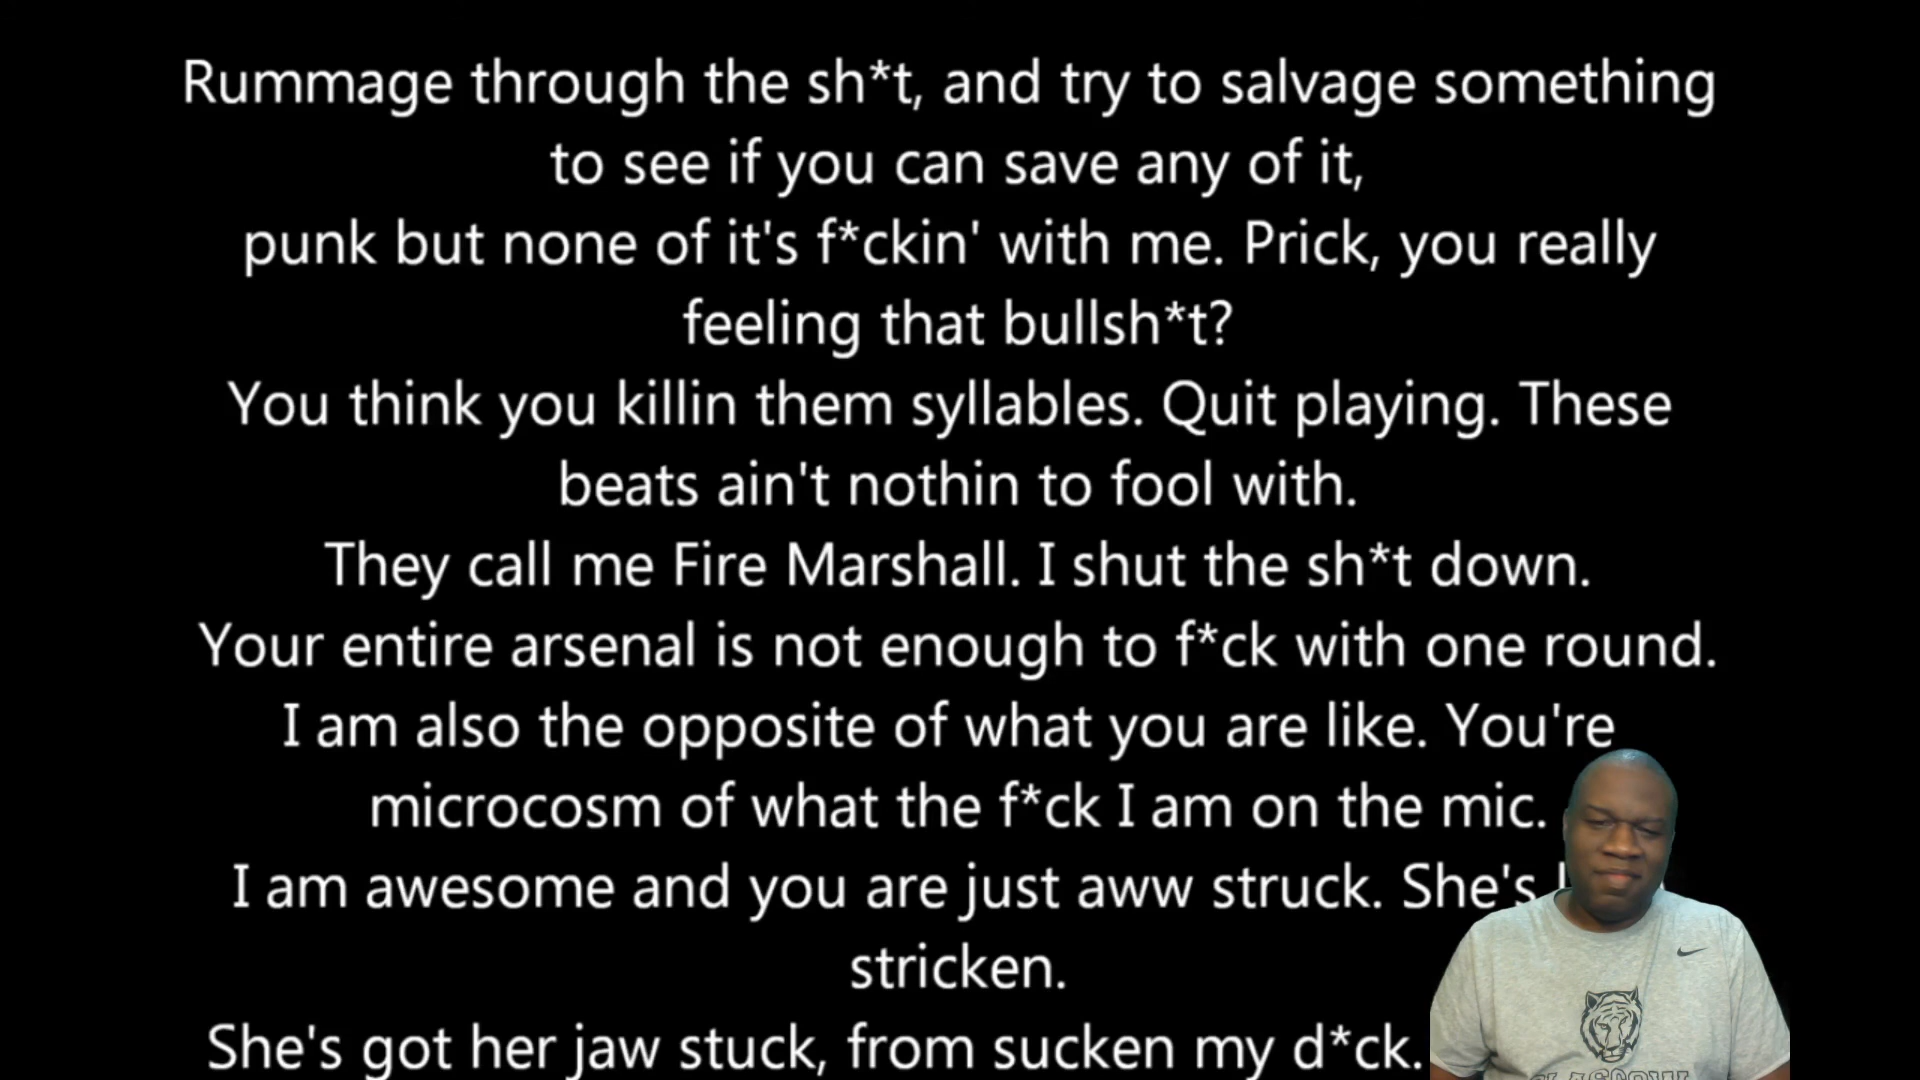 Rummage through the sh*t, and try to salvage something
to see if you can save any of it,
punk but none of it's f*ckin' with me. Prick, you really
feeling that bullsh*t?
You think you killin them syllables. Quit playing. These
beats ain't nothin to fool with.
They call me Fire Marshall. I shut the sh*t down.
Your entire arsenal is not enough to f*ck with one round.
I am also the opposite of what you are like. You're
microcosm of what the f*ck I am on the mic.
I am awesome and you are just aww struck. She's
stricken.
She's got her jaw stuck, from sucken my d*ck.